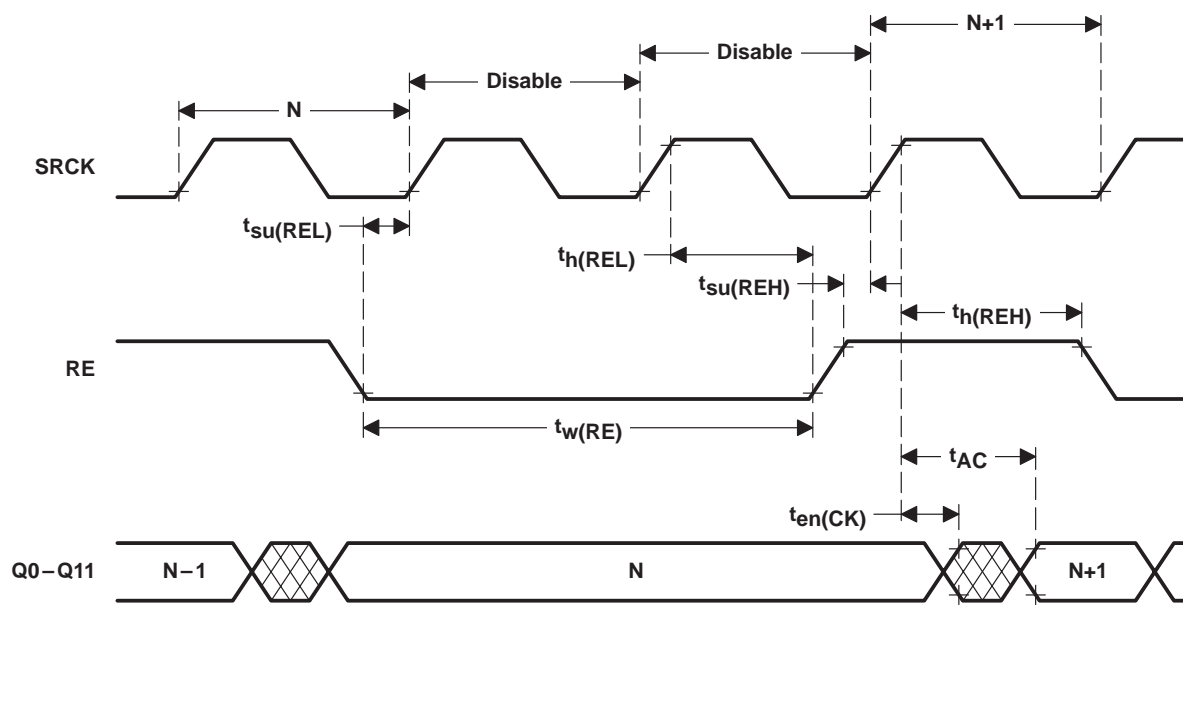 N+1
Disable
Disable
N
SRCK
tsu(REL)
th(REL)
tsu(REH)
th(REH)
RE
tw(RE)
tAC
ten(CK)
Q0−Q11
N−1
N
N+1